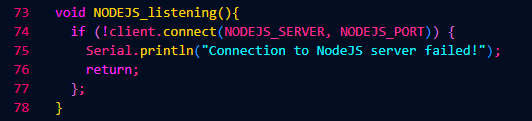 73 void NODEJS_listening(){
74 if (!client.connect(NODEJS_SERVER, NODEJS_PORT)) {
75 Serial.println("Connection to NodeJS server failed!");
76 return;
77 };
78 }